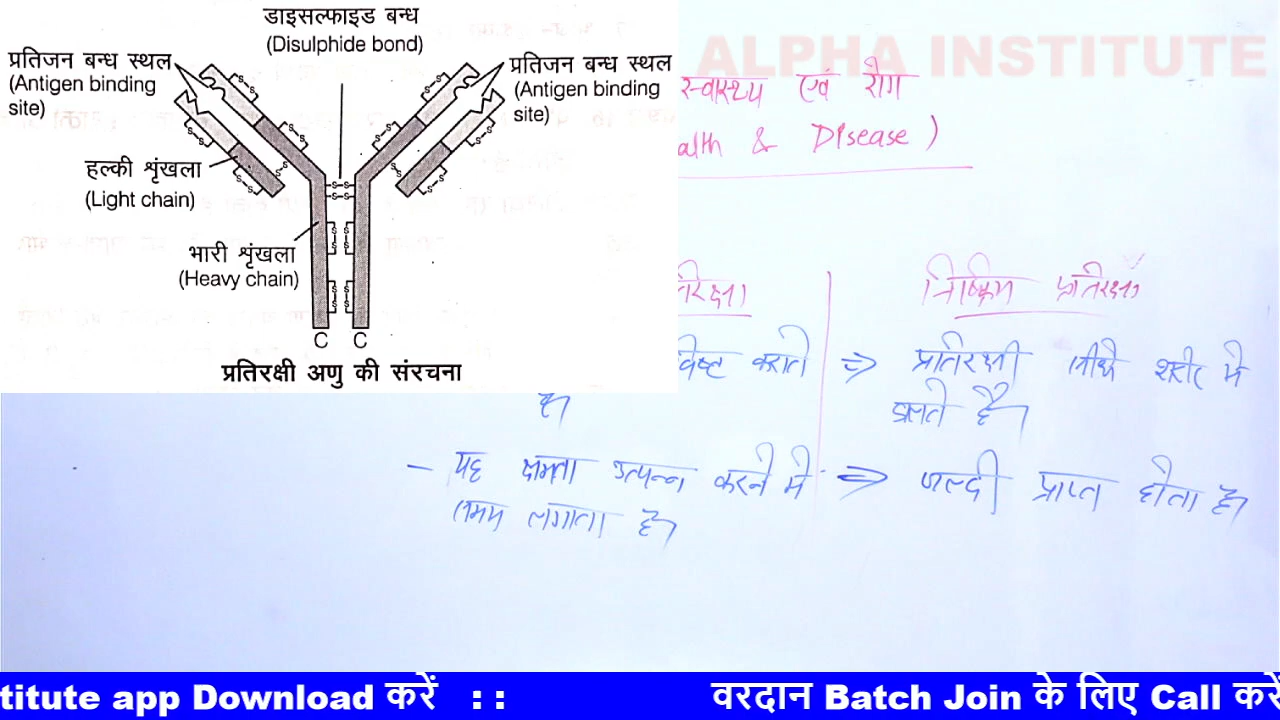 डाइसल्फाइड बन्ध
(Disulphide bond)
प्रतिजन बन्ध स्थल
(Antigen binding
site)
प्रतिजन बन्ध स्थल
(Antigen binding
site)
हल्की शृंखला
(Light chain)
भारी शृंखला
(Heavy chain)
C C
प्रतिरक्षी अणु की संरचना
ALPHA INSTITUTE
स्वास्थ्य एवं रोग
alth & Disease )
निष्क्रिय प्रतिरक्षा
कराते ⇒ प्रतिरक्षी सीधे शरीर मे
है। डालते है।
– यह क्षमता उत्पन्न करने मे ⇒ जल्दी प्राप्त होता है।
समय लगाता है।
titute app Download करें : : वरदान Batch Join के लिए Call करें